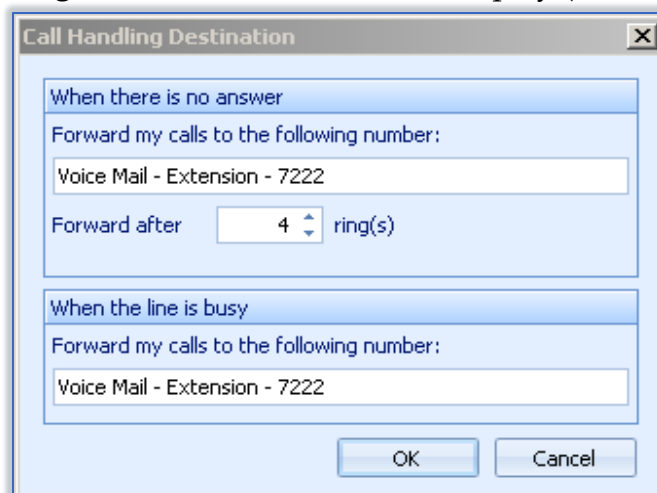 Call Handling Destination
When there is no answer
Forward my calls to the following number:
Voice Mail - Extension - 7222
Forward after 4 ring(s)
When the line is busy
Forward my calls to the following number:
Voice Mail - Extension - 7222
OK Cancel